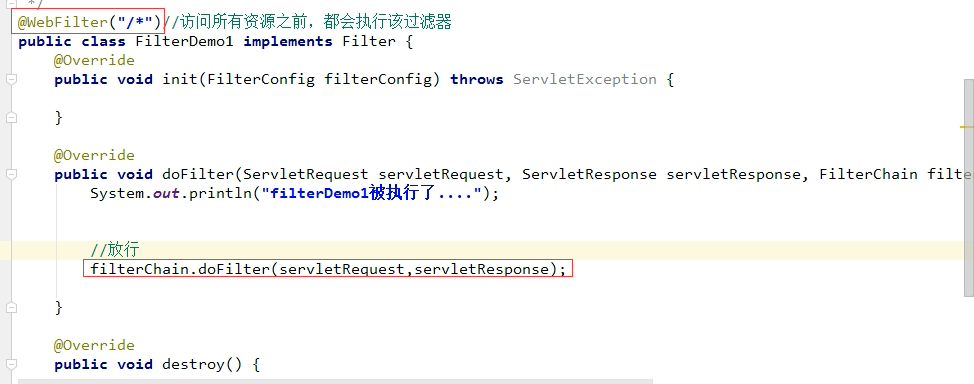 */
@WebFilter("/*")//访问所有资源之前，都会执行该过滤器
public class FilterDemo1 implements Filter {
@Override
public void init(FilterConfig filterConfig) throws ServletException {
}
@Override
public void doFilter(ServletRequest servletRequest, ServletResponse servletResponse, FilterChain filte
System.out.println("filterDemo1被执行了....");
//放行
filterChain.doFilter(servletRequest,servletResponse);
}
@Override
public void destroy() {